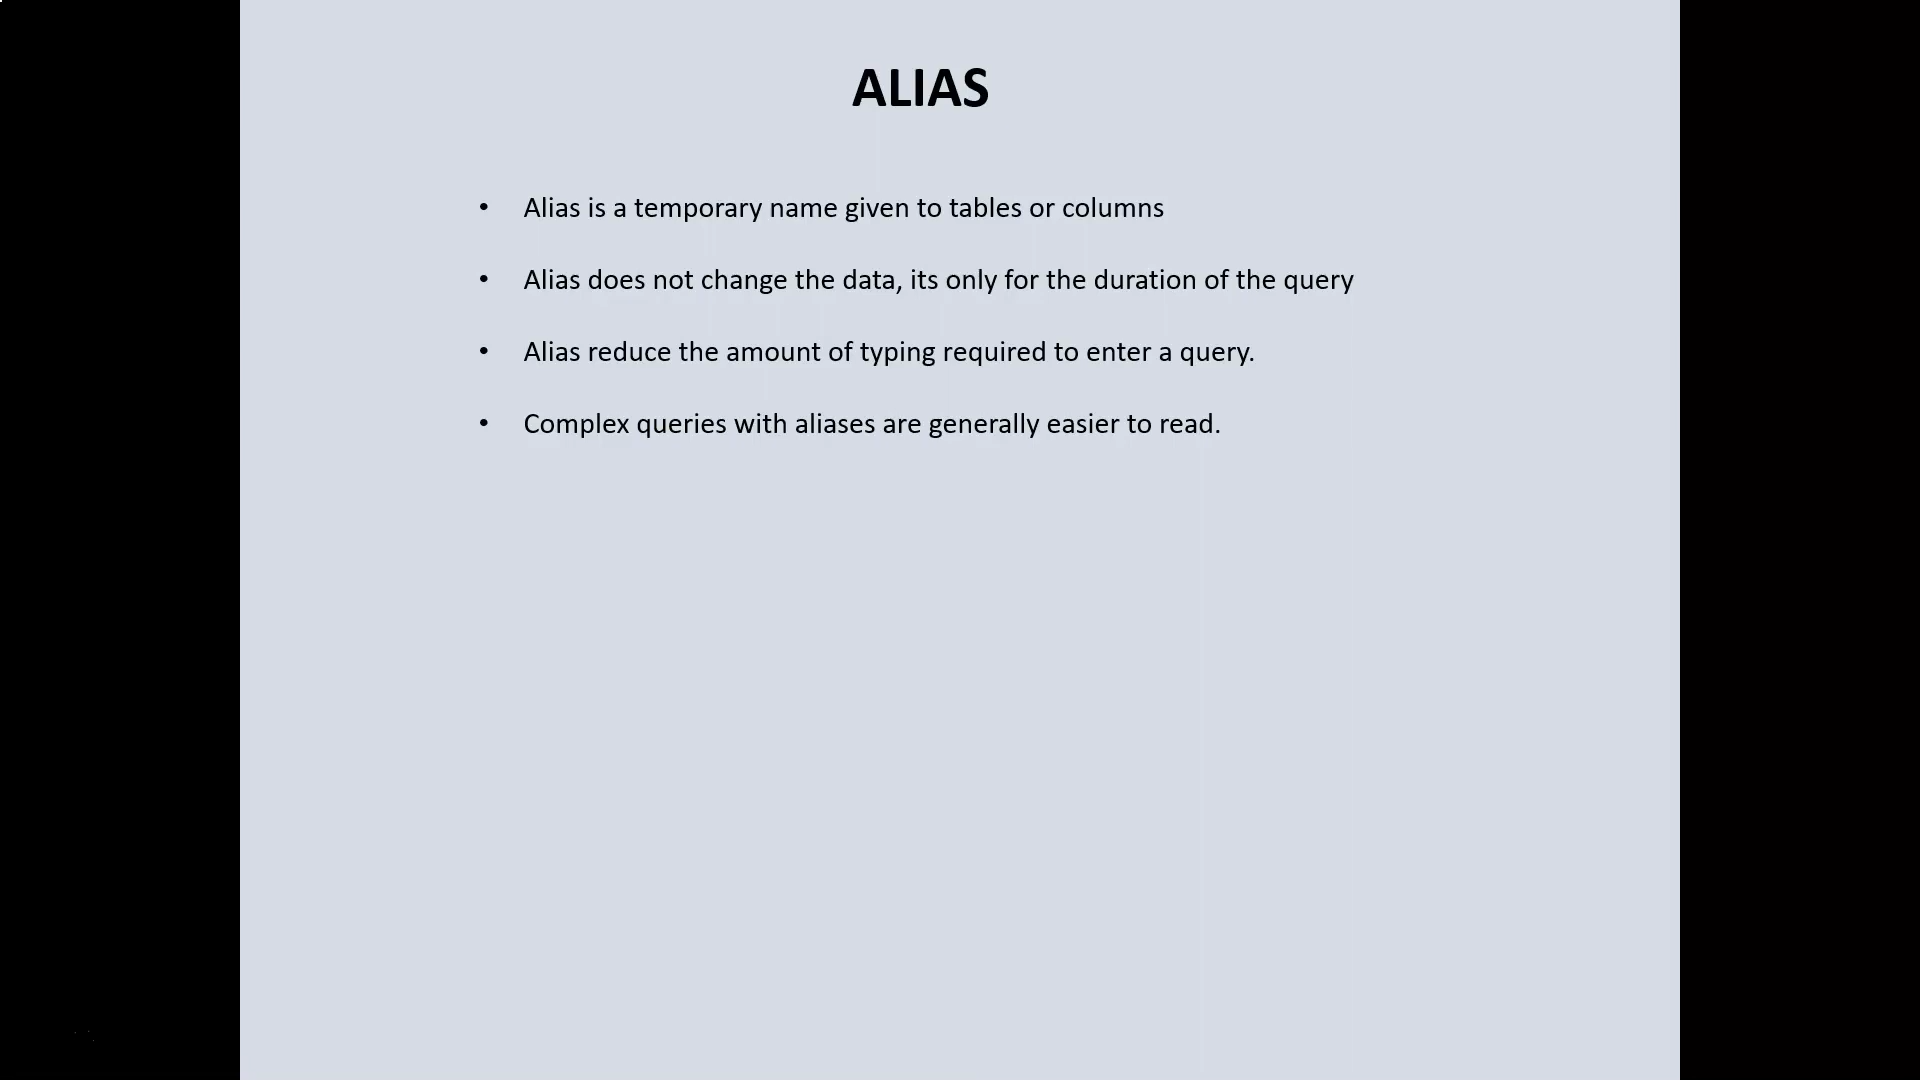 ALIAS
• Alias is a temporary name given to tables or columns
• Alias does not change the data, its only for the duration of the query
• Alias reduce the amount of typing required to enter a query.
• Complex queries with aliases are generally easier to read.